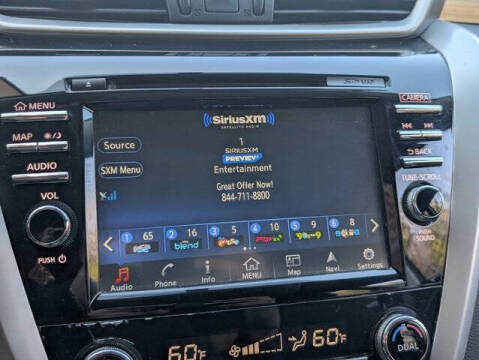 MENU
CAMERA
MAP
AUDIO
VOL
PUSH
BACK
TUNE·SCROLL
PUSH SOUND
SiriusXM
SATELLITE RADIO
Source
SXM Menu
1
SIRIUSXM
PREVIEW
Entertainment
Great Offer Now!
844-711-8800
1 65 2 16 3 5 4 10 5 9 6 8
blend
Audio Phone Info MENU Map Navi Settings
60°F 60°F
DUAL